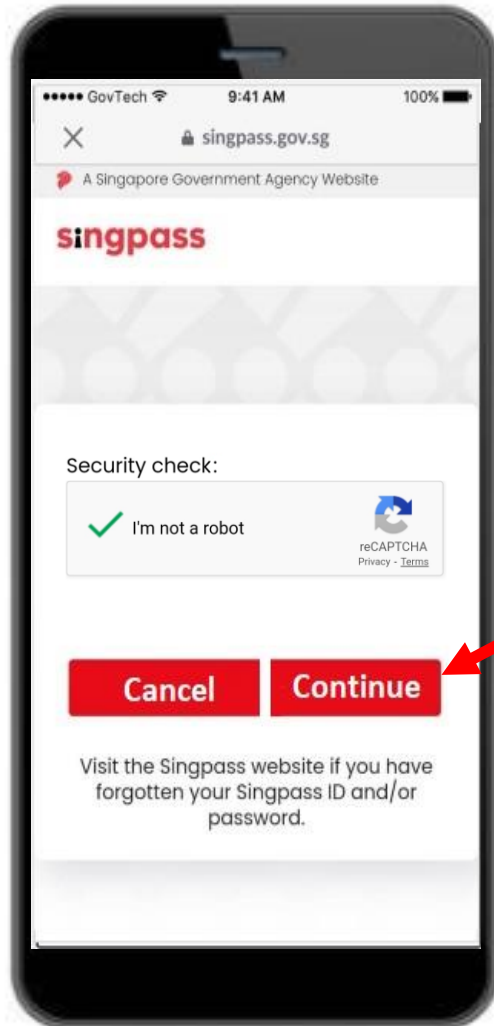 GovTech 9:41 AM 100%
singpass.gov.sg
A Singapore Government Agency Website
singpass
Security check:
I'm not a robot
reCAPTCHA
Privacy - Terms
Cancel Continue
Visit the Singpass website if you have
forgotten your Singpass ID and/or
password.